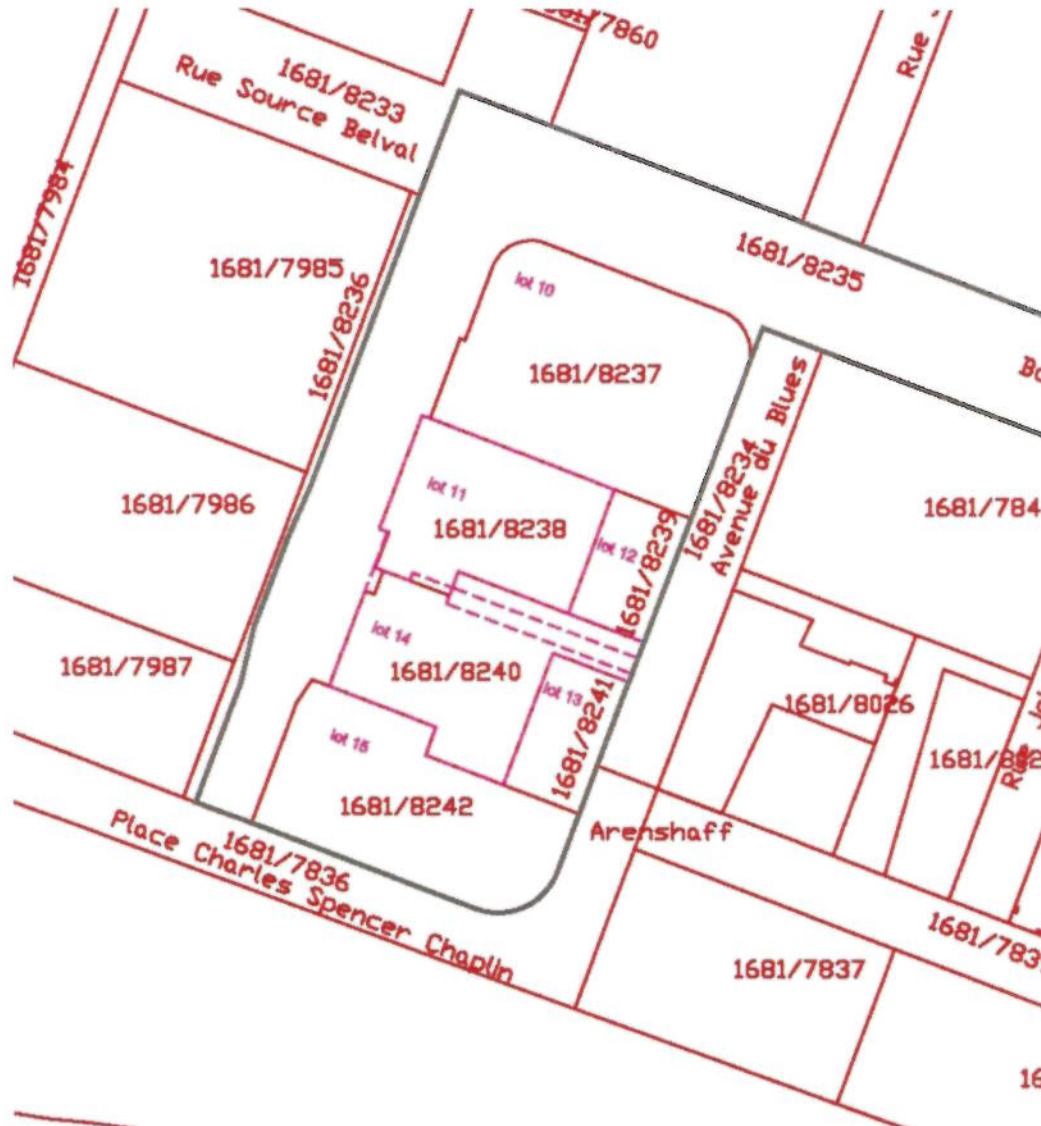 1681/7860
Rue
1681/8233
Rue Source Belval
1681/7984
1681/8235
1681/7985
lot 10
1681/8236
1681/8237
1681/8234
Avenue du Blues
lot 11
1681/7986
1681/8238
lot 12
1681/8239
1681/784
lot 14
1681/7987
1681/8240
lot 13
1681/8241
1681/8026
lot 15
1681/8242
Arenshaff
1681/7836
Place Charles Spencer Chaplin
1681/783
1681/7837